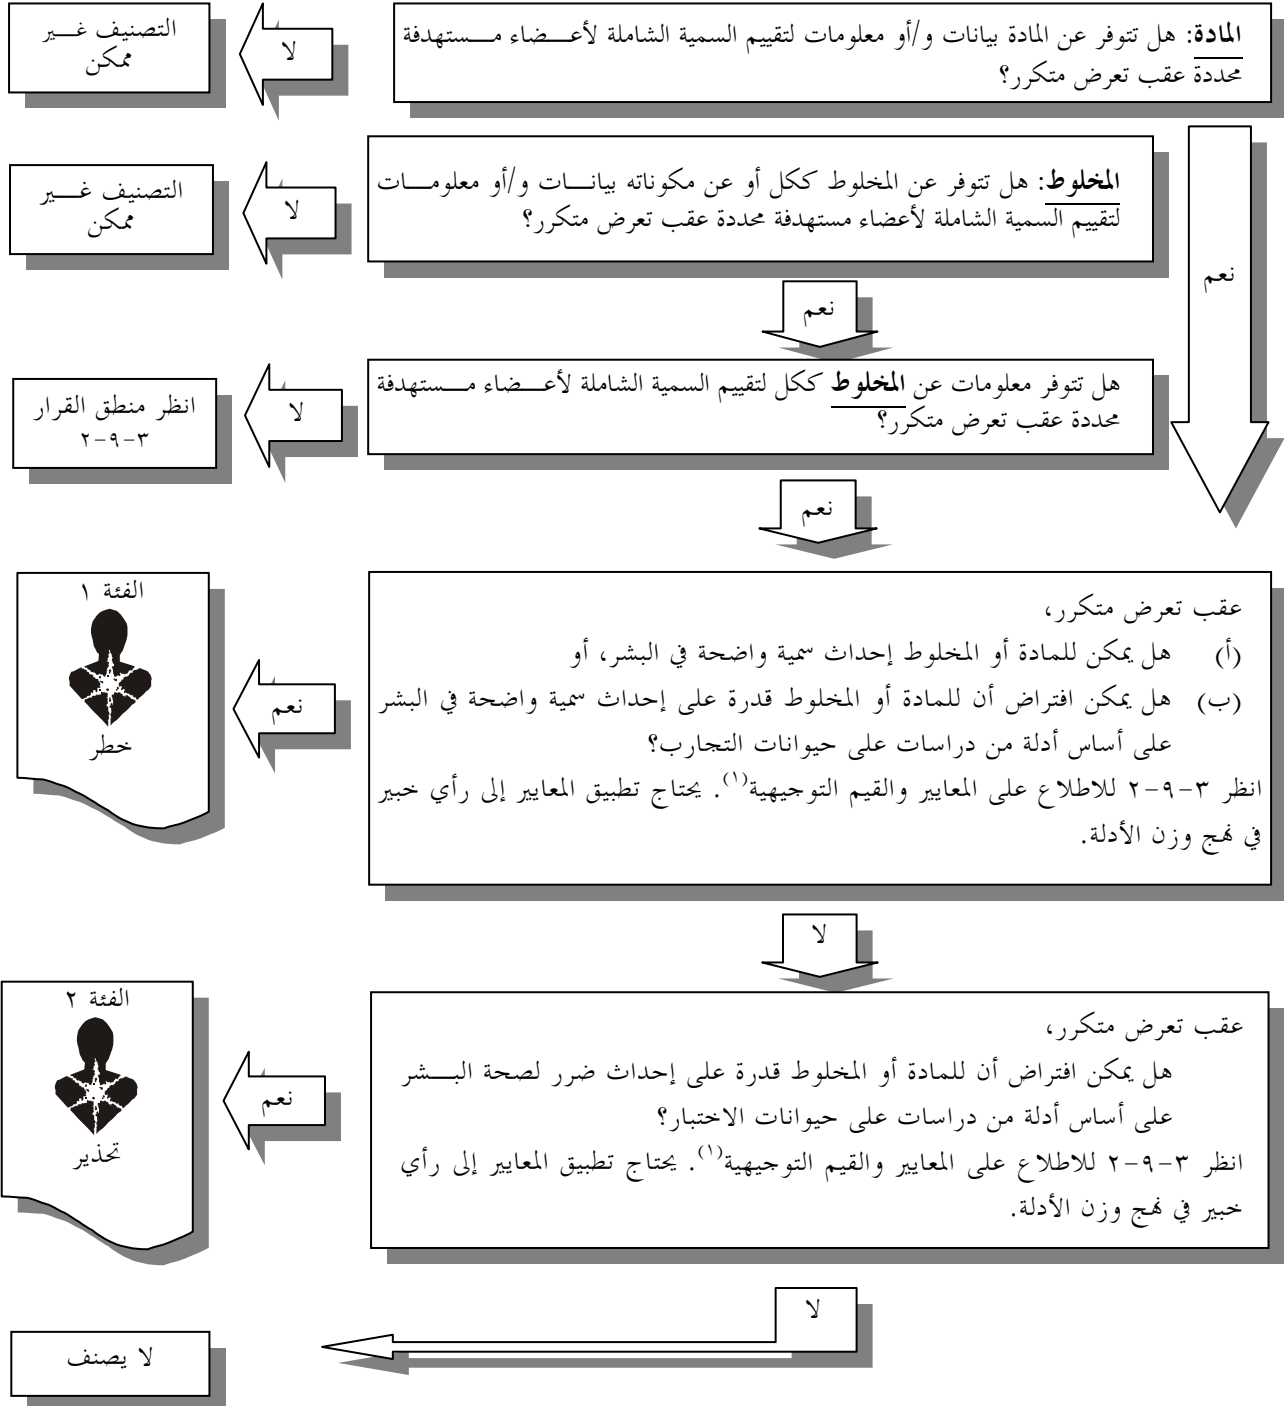 المادة: هل تتوفر عن المادة بيانات و/أو معلومات لتقييم السمية الشاملة لأعضاء مستهدفة
محددة عقب تعرض متكرر؟
لا
التصنيف غير
ممكن
المخلوط: هل تتوفر عن المخلوط ككل أو عن مكوناته بيانات و/أو معلومات
لتقييم السمية الشاملة لأعضاء مستهدفة محددة عقب تعرض متكرر؟
لا
التصنيف غير
ممكن
نعم
نعم
هل تتوفر معلومات عن المخلوط ككل لتقييم السمية الشاملة لأعضاء مستهدفة
محددة عقب تعرض متكرر؟
لا
انظر منطق القرار
٣-٩-٢
نعم
عقب تعرض متكرر،
(أ) هل يمكن للمادة أو المخلوط إحداث سمية واضحة في البشر، أو
(ب) هل يمكن افتراض أن للمادة أو المخلوط قدرة على إحداث سمية واضحة في البشر
على أساس أدلة من دراسات على حيوانات التجارب؟
انظر ٣-٩-٢ للاطلاع على المعايير والقيم التوجيهية(١). يحتاج تطبيق المعايير إلى رأي خبير
في نهج وزن الأدلة.
نعم
الفئة ١
خطر
لا
عقب تعرض متكرر،
هل يمكن افتراض أن للمادة أو المخلوط قدرة على إحداث ضرر لصحة البشر
على أساس أدلة من دراسات على حيوانات الاختبار؟
انظر ٣-٩-٢ للاطلاع على المعايير والقيم التوجيهية(١). يحتاج تطبيق المعايير إلى رأي
خبير في نهج وزن الأدلة.
نعم
الفئة ٢
تحذير
لا
لا يصنف